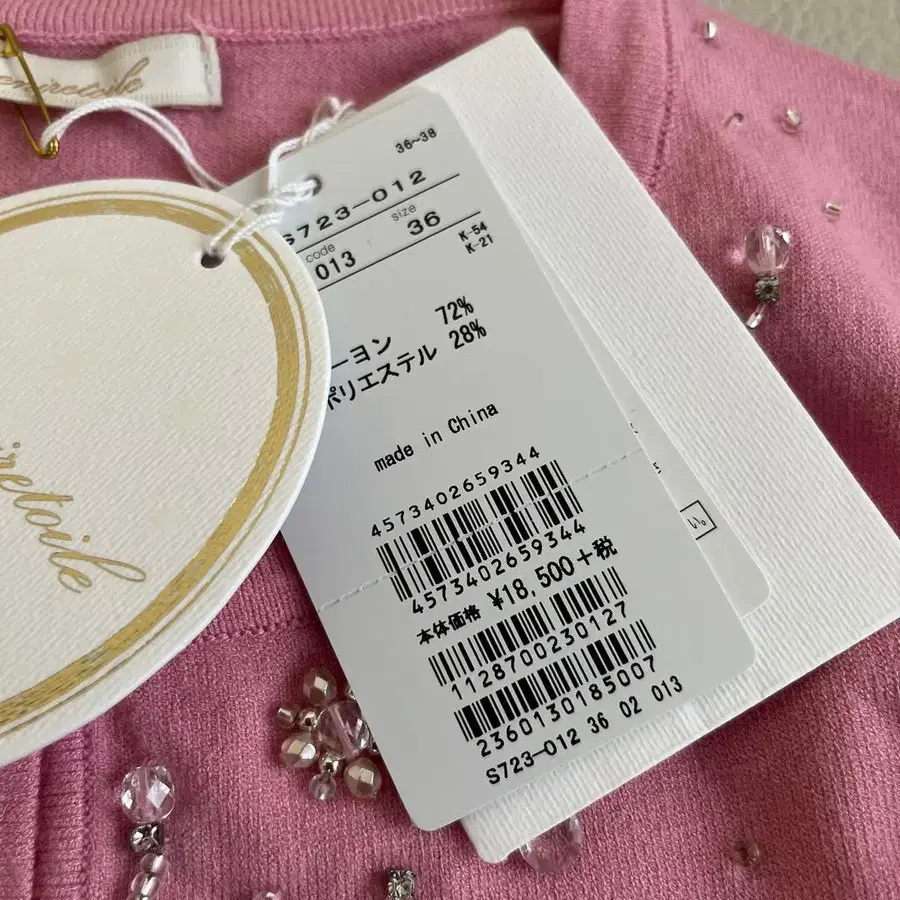 36~38
S723-012
code size
013 36
K-54
K-21
ーヨン 72%
ポリエステル 28%
made in China
4573402659344
4573402659344
本体価格 ¥18,500+税
1128700230127
2360130185007
S723-012 36 02 013